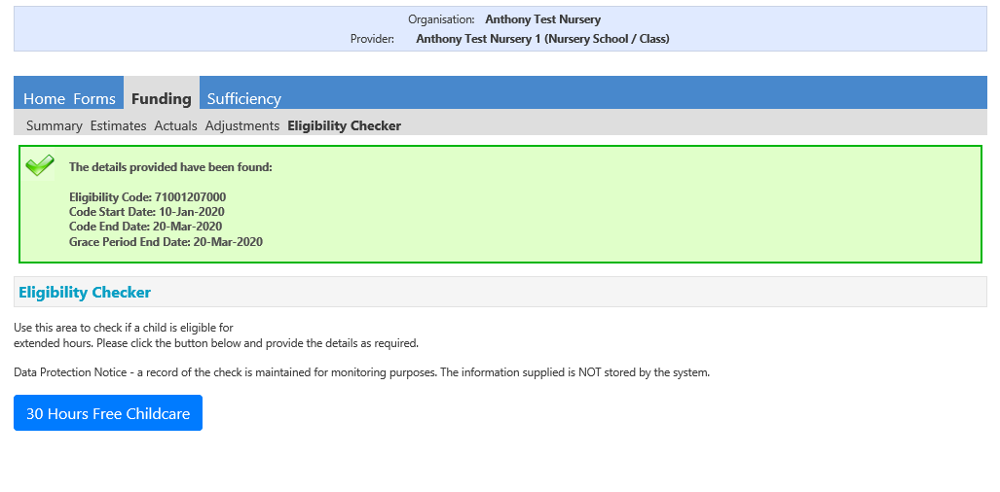 Organisation: Anthony Test Nursery
Provider: Anthony Test Nursery 1 (Nursery School / Class)
Home Forms Funding Sufficiency
Summary Estimates Actuals Adjustments Eligibility Checker
The details provided have been found:
Eligibility Code: 71001207000
Code Start Date: 10-Jan-2020
Code End Date: 20-Mar-2020
Grace Period End Date: 20-Mar-2020
Eligibility Checker
Use this area to check if a child is eligible for
extended hours. Please click the button below and provide the details as required.
Data Protection Notice - a record of the check is maintained for monitoring purposes. The information supplied is NOT stored by the system.
30 Hours Free Childcare